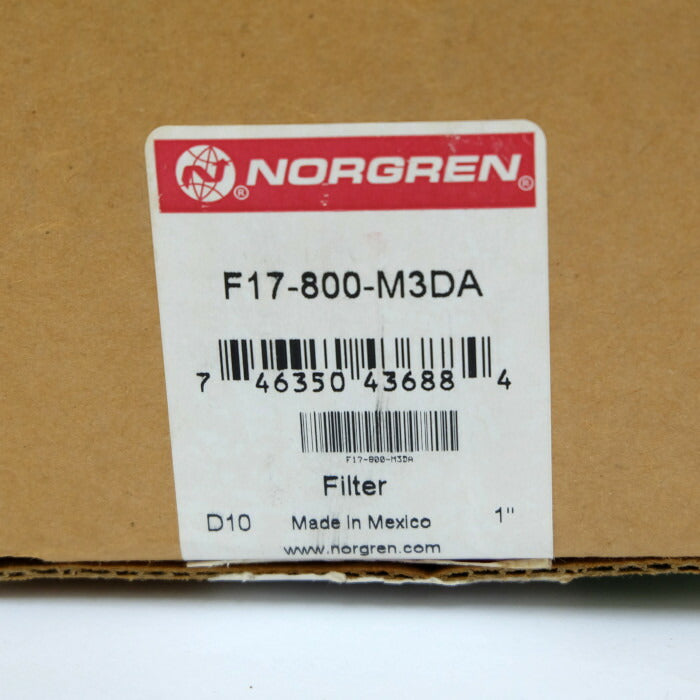 N® NORGREN®
F17-800-M3DA
7 46350 43688 4
F17-800-M3DA
Filter
D10 Made in Mexico 1"
www.norgren.com